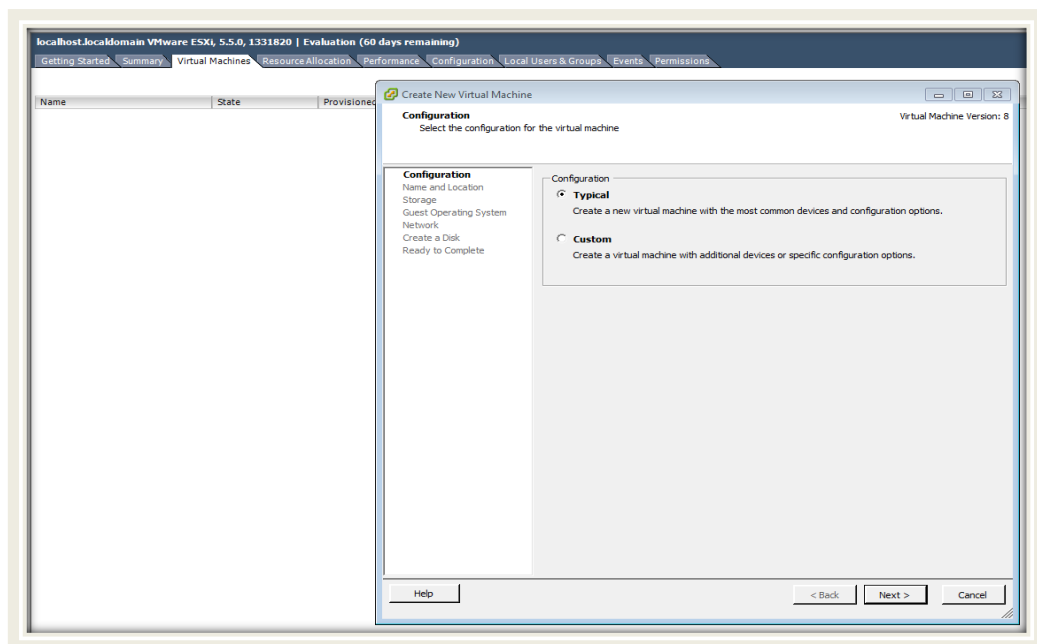 localhost.localdomain VMware ESXi, 5.5.0, 1331820 | Evaluation (60 days remaining)
Getting Started Summary Virtual Machines Resource Allocation Performance Configuration Local Users & Groups Events Permissions
Name State Provisioned
Create New Virtual Machine
Configuration Virtual Machine Version: 8
Select the configuration for the virtual machine
Configuration
Name and Location
Storage
Guest Operating System
Network
Create a Disk
Ready to Complete
Configuration
Typical
Create a new virtual machine with the most common devices and configuration options.
Custom
Create a virtual machine with additional devices or specific configuration options.
Help < Back Next > Cancel